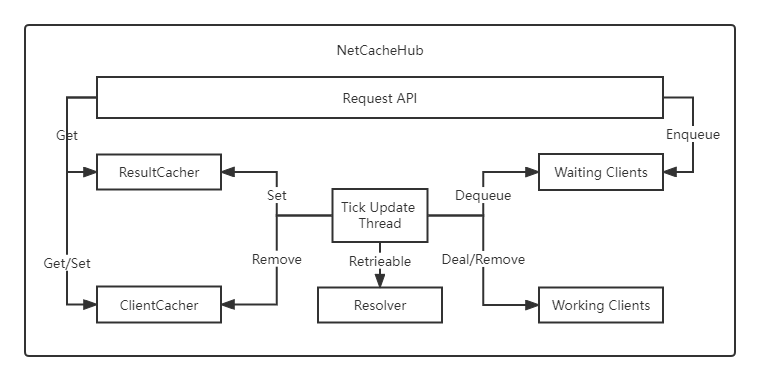 NetCacheHub
Request API
Get
Enqueue
ResultCacher
Waiting Clients
Set
Dequeue
Tick Update
Thread
Get/Set
Remove
Retrieable
Deal/Remove
ClientCacher
Resolver
Working Clients